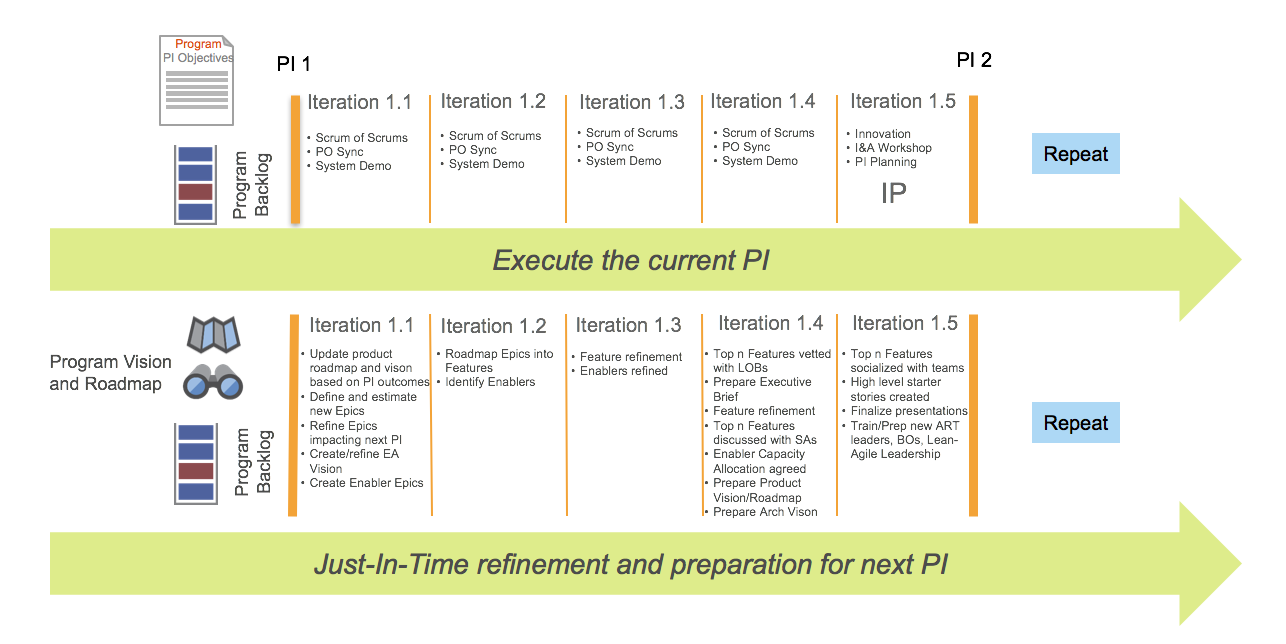 Program
PI Objectives
PI 1
PI 2
Program
Backlog
Iteration 1.1
• Scrum of Scrums
• PO Sync
• System Demo
Iteration 1.2
• Scrum of Scrums
• PO Sync
• System Demo
Iteration 1.3
• Scrum of Scrums
• PO Sync
• System Demo
Iteration 1.4
• Scrum of Scrums
• PO Sync
• System Demo
Iteration 1.5
• Innovation
• I&A Workshop
• PI Planning
IP
Repeat
Execute the current PI
Program Vision
and Roadmap
Program
Backlog
Iteration 1.1
• Update product
roadmap and vison
based on PI outcomes
• Define and estimate
new Epics
• Refine Epics
impacting next PI
• Create/refine EA
Vision
• Create Enabler Epics
Iteration 1.2
• Roadmap Epics into
Features
• Identify Enablers
Iteration 1.3
• Feature refinement
• Enablers refined
Iteration 1.4
• Top n Features vetted
with LOBs
• Prepare Executive
Brief
• Feature refinement
• Top n Features
discussed with SAs
• Enabler Capacity
Allocation agreed
• Prepare Product
Vision/Roadmap
• Prepare Arch Vison
Iteration 1.5
• Top n Features
socialized with teams
• High level starter
stories created
• Finalize presentations
• Train/Prep new ART
leaders, BOs, Lean-
Agile Leadership
Repeat
Just-In-Time refinement and preparation for next PI